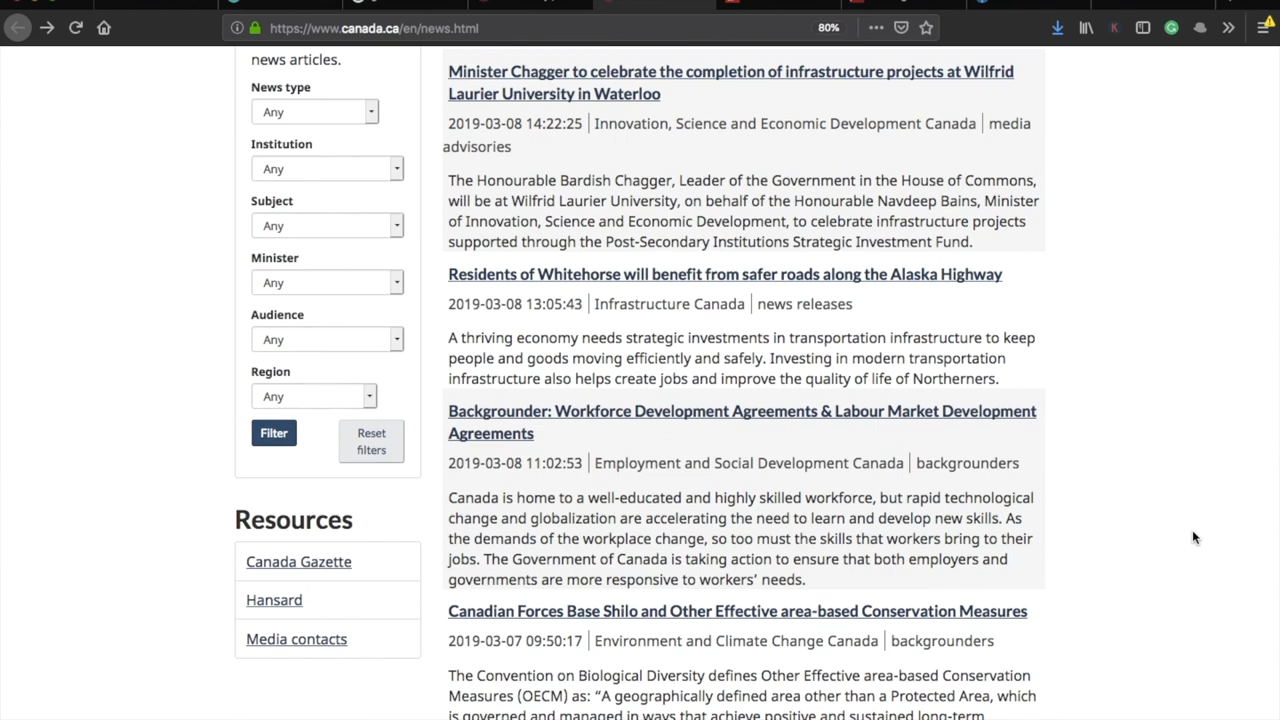 https://www.canada.ca/en/news.html
80%
news articles.
News type
Any
Institution
Any
Subject
Any
Minister
Any
Audience
Any
Region
Any
Filter
Reset
filters
Resources
Canada Gazette
Hansard
Media contacts
Minister Chagger to celebrate the completion of infrastructure projects at Wilfrid
Laurier University in Waterloo
2019-03-08 14:22:25 | Innovation, Science and Economic Development Canada | media
advisories
The Honourable Bardish Chagger, Leader of the Government in the House of Commons,
will be at Wilfrid Laurier University, on behalf of the Honourable Navdeep Bains, Minister
of Innovation, Science and Economic Development, to celebrate infrastructure projects
supported through the Post-Secondary Institutions Strategic Investment Fund.
Residents of Whitehorse will benefit from safer roads along the Alaska Highway
2019-03-08 13:05:43 | Infrastructure Canada | news releases
A thriving economy needs strategic investments in transportation infrastructure to keep
people and goods moving efficiently and safely. Investing in modern transportation
infrastructure also helps create jobs and improve the quality of life of Northerners.
Backgrounder: Workforce Development Agreements & Labour Market Development
Agreements
2019-03-08 11:02:53 | Employment and Social Development Canada | backgrounders
Canada is home to a well-educated and highly skilled workforce, but rapid technological
change and globalization are accelerating the need to learn and develop new skills. As
the demands of the workplace change, so too must the skills that workers bring to their
jobs. The Government of Canada is taking action to ensure that both employers and
governments are more responsive to workers’ needs.
Canadian Forces Base Shilo and Other Effective area-based Conservation Measures
2019-03-07 09:50:17 | Environment and Climate Change Canada | backgrounders
The Convention on Biological Diversity defines Other Effective area-based Conservation
Measures (OECM) as: “A geographically defined area other than a Protected Area, which
is governed and managed in ways that achieve positive and sustained long-term